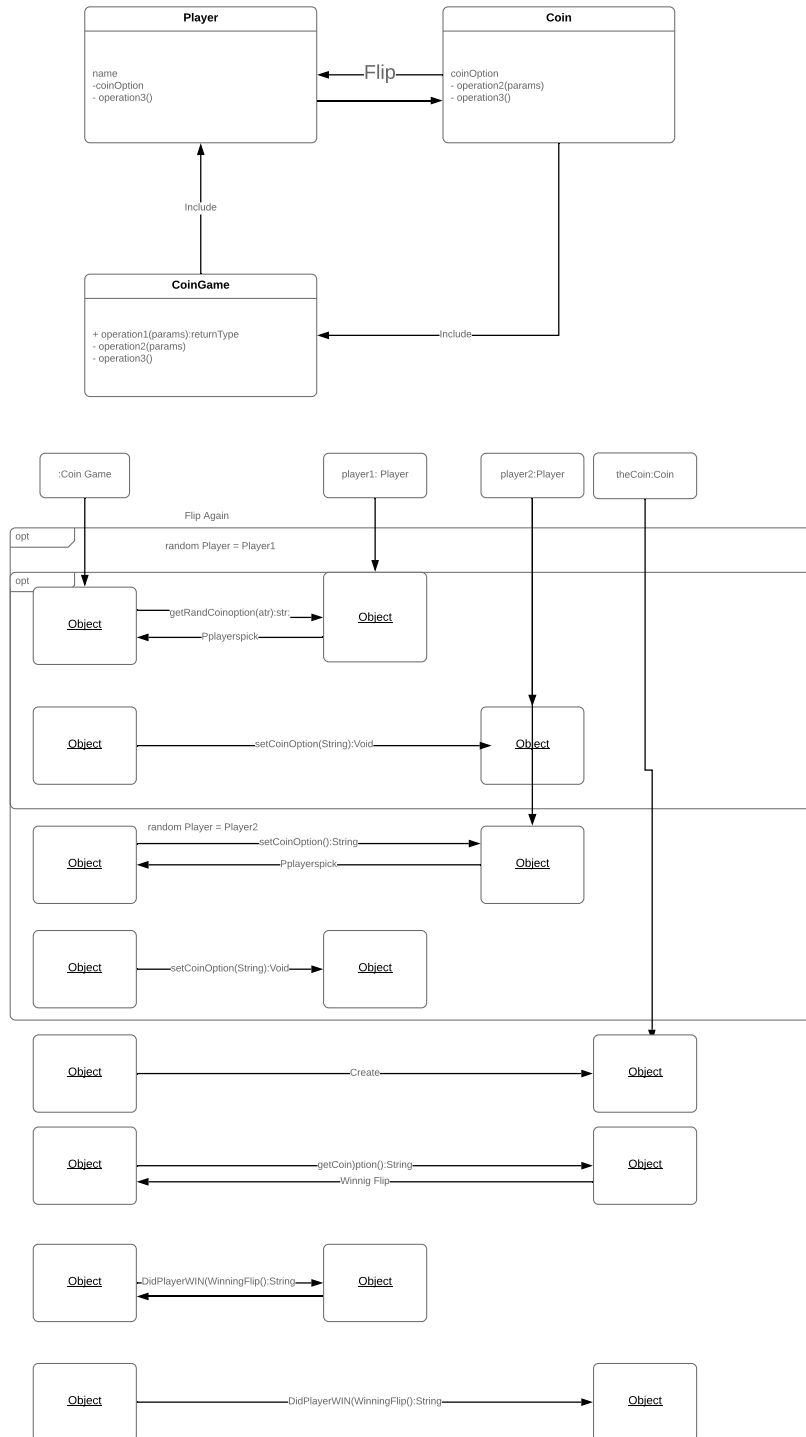 Player
Coin
name
-coinOption
- operation3()
Flip
coinOption
- operation2(params)
- operation3()
Include
CoinGame
+ operation1(params):returnType
- operation2(params)
- operation3()
Include
:Coin Game
player1: Player
player2:Player
theCoin:Coin
Flip Again
opt
random Player = Player1
opt
Object
getRandCoinoption(atr):str:
Object
Pplayerspick
Object
setCoinOption(String):Void
Object
random Player = Player2
setCoinOption():String
Object
Pplayerspick
Object
Object
setCoinOption(String):Void
Object
Object
Create
Object
Object
getCoin)ption():String
Winnig Flip
Object
Object
DidPlayerWIN(WinningFlip():String
Object
Object
DidPlayerWIN(WinningFlip():String
Object